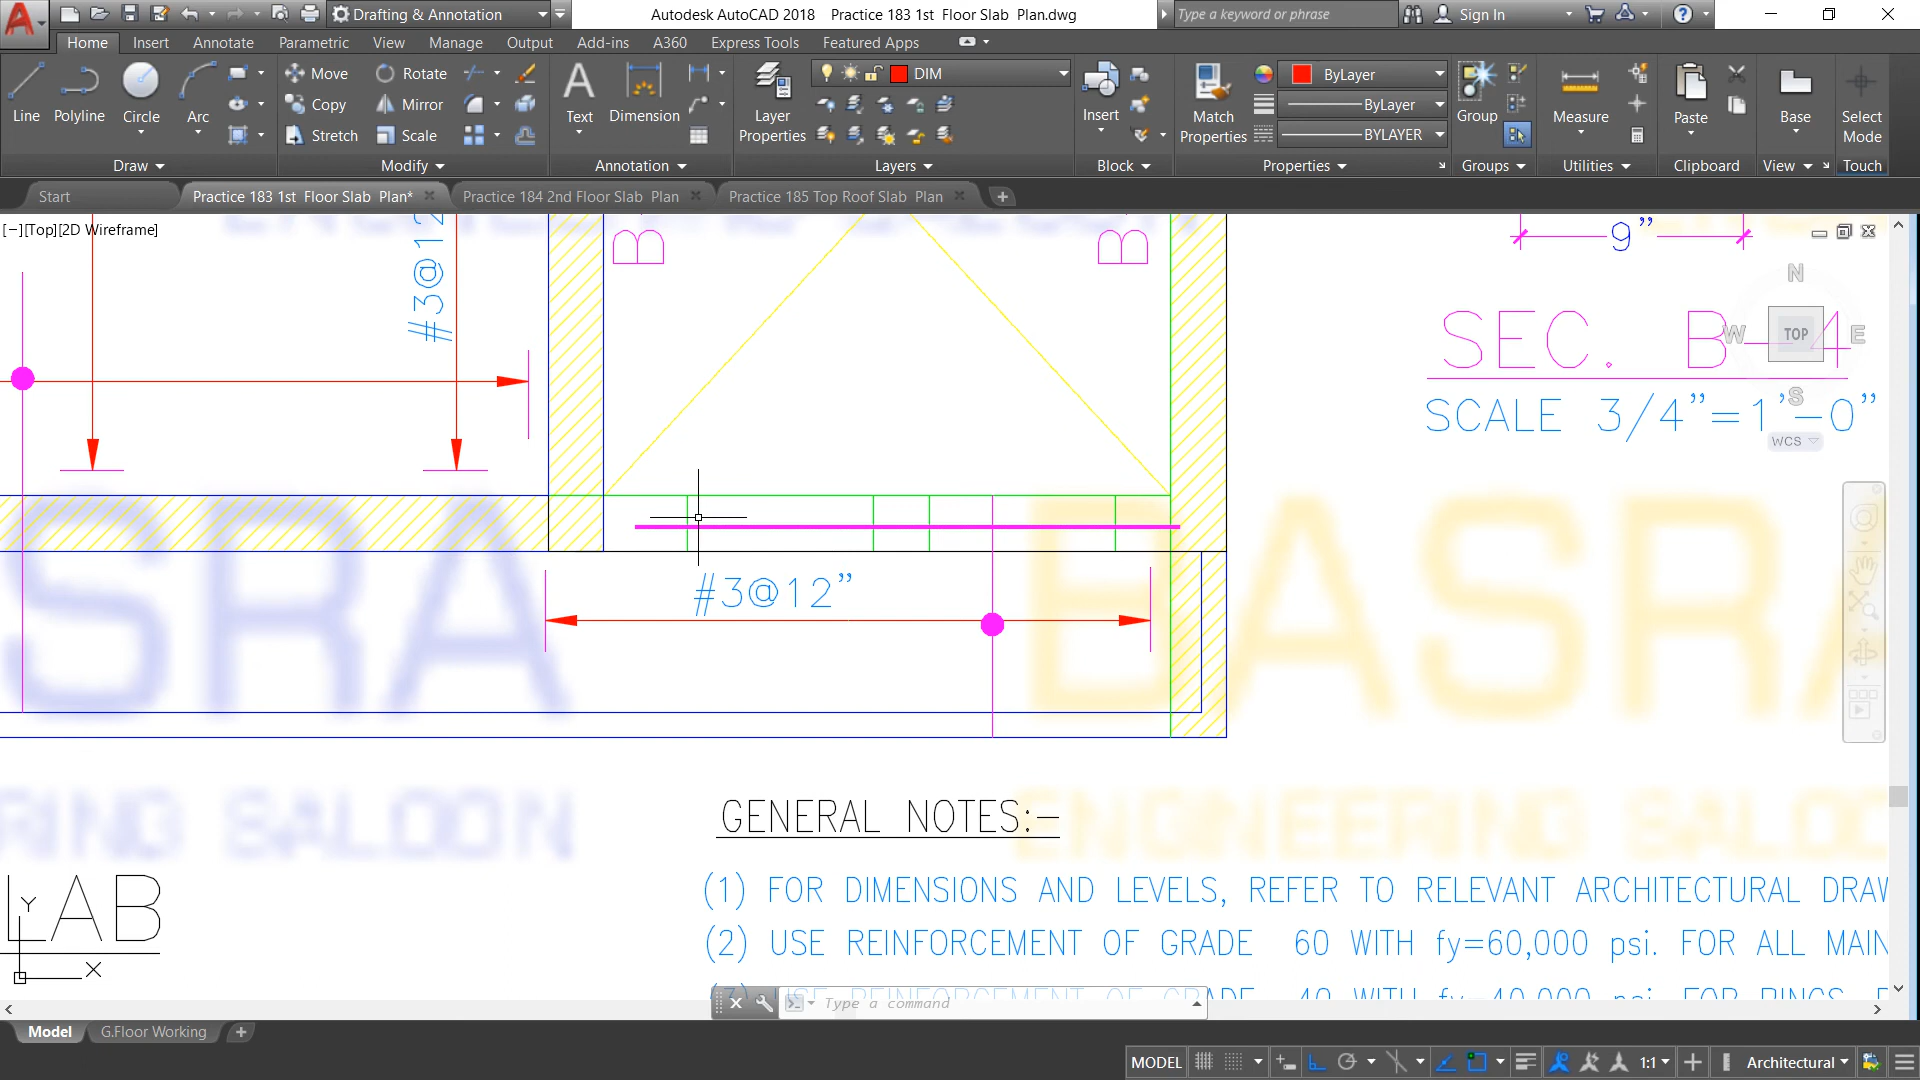 Drafting & Annotation
Autodesk AutoCAD 2018 Practice 183 1st Floor Slab Plan.dwg
Type a keyword or phrase
Sign In
Home Insert Annotate Parametric View Manage Output Add-ins A360 Express Tools Featured Apps
Line Polyline Circle Arc
Move Rotate
Copy Mirror
Stretch Scale
Text Dimension
Layer Properties
DIM
Insert
Match Properties
ByLayer
ByLayer
BYLAYER
Group
Measure
Paste
Base
Select Mode
Draw Modify Annotation Layers Block Properties Groups Utilities Clipboard View Touch
Start Practice 183 1st Floor Slab Plan* Practice 184 2nd Floor Slab Plan Practice 185 Top Roof Slab Plan
[−][Top][2D Wireframe]
#3@12
B
B
9”
N
W TOP E
S
WCS
SEC. B-4
SCALE 3/4”=1’-0”
#3@12”
SRA BASRA
GENERAL NOTES:-
ERING SALOON ENGINEERING SALOO
(1) FOR DIMENSIONS AND LEVELS, REFER TO RELEVANT ARCHITECTURAL DRAW
(2) USE REINFORCEMENT OF GRADE 60 WITH fy=60,000 psi. FOR ALL MAIN
LAB
Y
X
Type a command
Model G.Floor Working
MODEL 1:1 Architectural